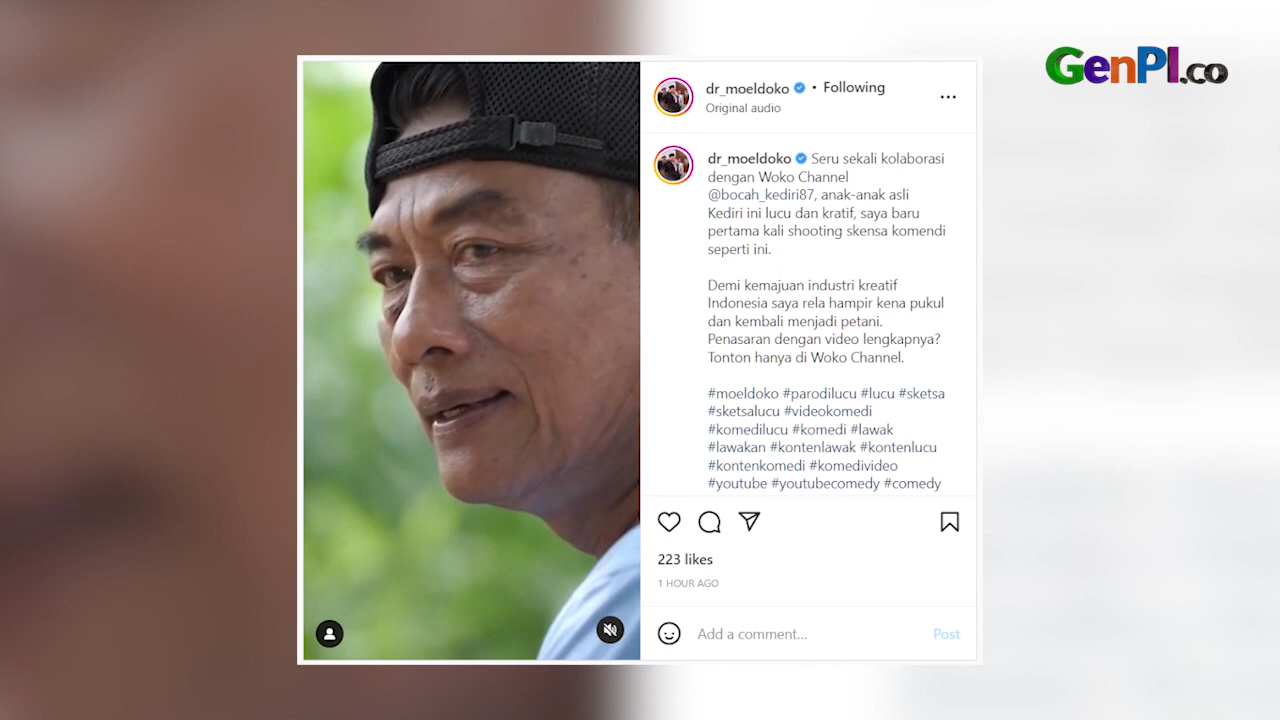 GenPI.co
dr_moeldoko • Following
Original audio
dr_moeldoko Seru sekali kolaborasi
dengan Woko Channel
@bocah_kediri87, anak-anak asli
Kediri ini lucu dan kratif, saya baru
pertama kali shooting skensa komendi
seperti ini.
Demi kemajuan industri kreatif
Indonesia saya rela hampir kena pukul
dan kembali menjadi petani.
Penasaran dengan video lengkapnya?
Tonton hanya di Woko Channel.
#moeldoko #parodilucu #lucu #sketsa
#sketsalucu #videokomedi
#komedilucu #komedi #lawak
#lawakan #kontenlawak #kontenlucu
#kontenkomedi #komedivideo
#youtube #youtubecomedy #comedy
223 likes
1 HOUR AGO
Add a comment...
Post